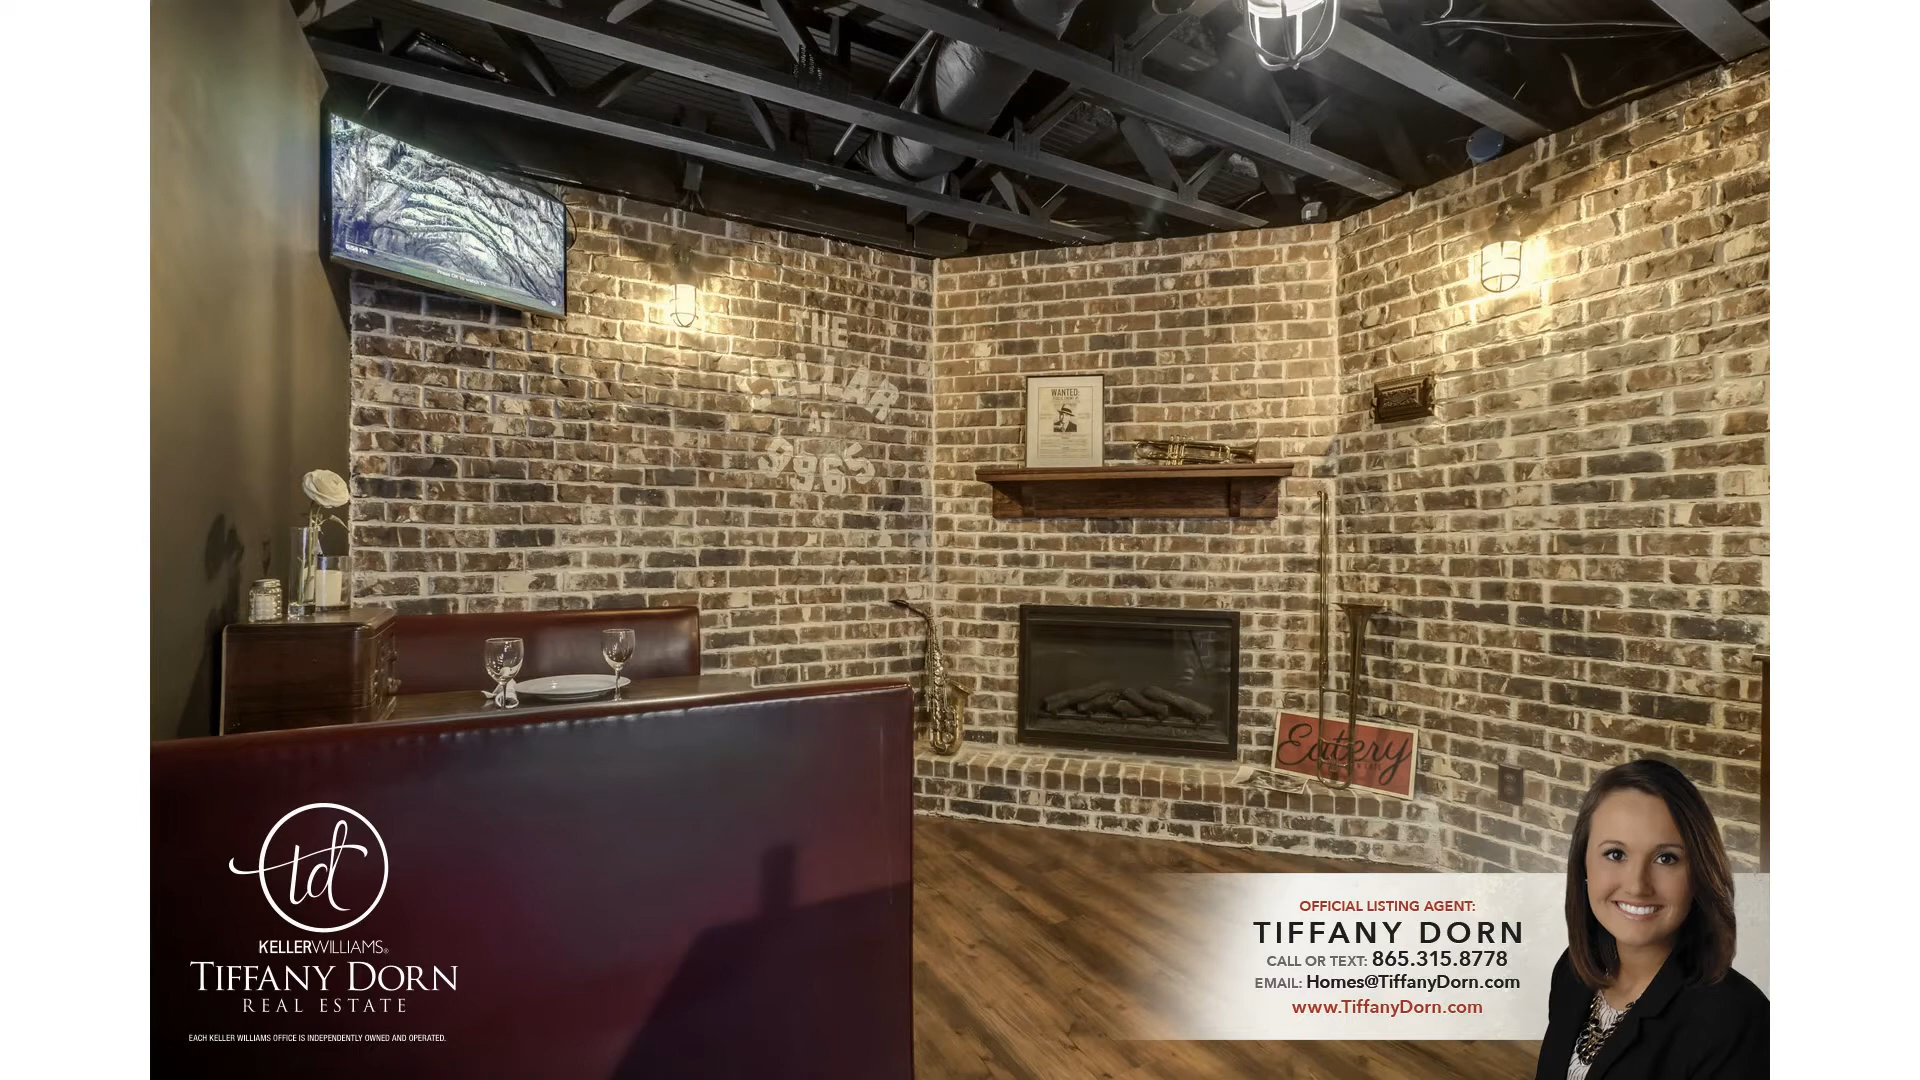 THE
CELLAR
AT
9965
WANTED
Eatery
td
KELLERWILLIAMS®
TIFFANY DORN
REAL ESTATE
EACH KELLER WILLIAMS OFFICE IS INDEPENDENTLY OWNED AND OPERATED.
OFFICIAL LISTING AGENT:
TIFFANY DORN
CALL OR TEXT: 865.315.8778
EMAIL: Homes@TiffanyDorn.com
www.TiffanyDorn.com